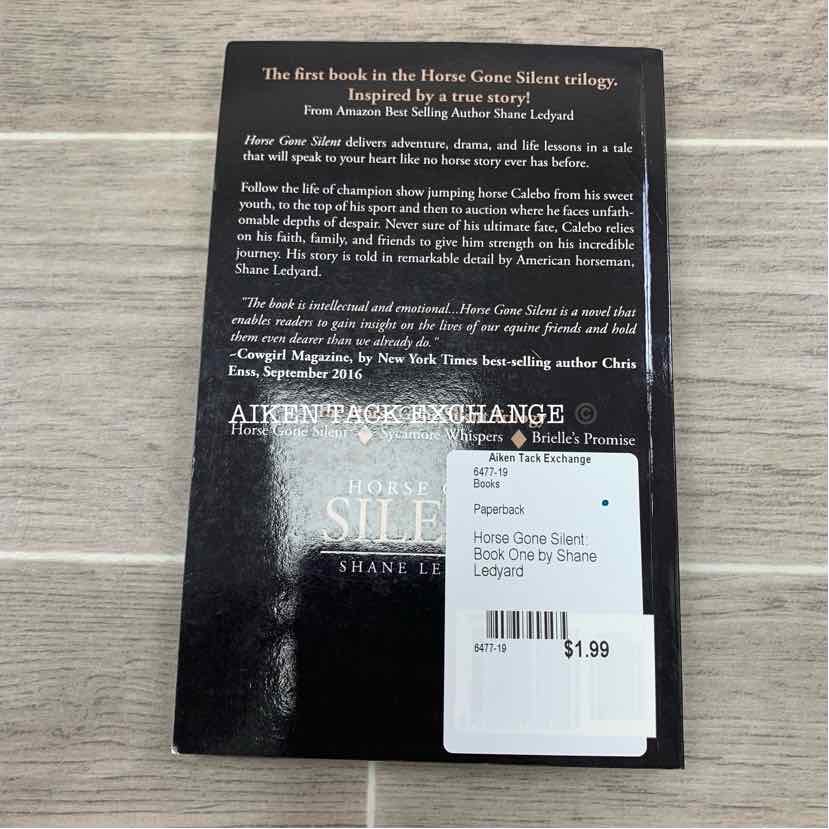 The first book in the Horse Gone Silent trilogy.
Inspired by a true story!
From Amazon Best Selling Author Shane Ledyard
Horse Gone Silent delivers adventure, drama, and life lessons in a tale
that will speak to your heart like no horse story ever has before.
Follow the life of champion show jumping horse Calebo from his sweet
youth, to the top of his sport and then to auction where he faces unfath-
omable depths of despair. Never sure of his ultimate fate, Calebo relies
on his faith, family, and friends to give him strength on his incredible
journey. His story is told in remarkable detail by American horseman,
Shane Ledyard.
"The book is intellectual and emotional...Horse Gone Silent is a novel that
enables readers to gain insight on the lives of our equine friends and hold
them even dearer than we already do."
~Cowgirl Magazine, by New York Times best-selling author Chris
Enss, September 2016
AIKEN TACK EXCHANGE ©
Horse Gone Silent ◆ Sycamore Whispers ◆ Brielle's Promise
HORSE
SILE
SHANE LE
Aiken Tack Exchange
6477-19
Books
Paperback
Horse Gone Silent:
Book One by Shane
Ledyard
6477-19 $1.99